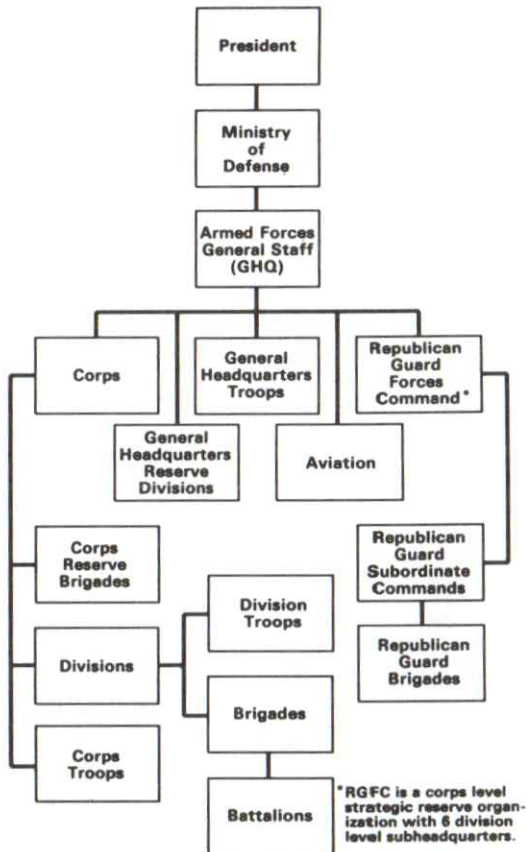 President
Ministry
of
Defense
Armed Forces
General Staff
(GHQ)
Corps
General
Headquarters
Troops
Republican
Guard
Forces
Command*
General
Headquarters
Reserve
Divisions
Aviation
Corps
Reserve
Brigades
Republican
Guard
Subordinate
Commands
Division
Troops
Divisions
Republican
Guard
Brigades
Brigades
Corps
Troops
Battalions
*RGFC is a corps level
strategic reserve organ-
ization with 6 division
level subheadquarters.